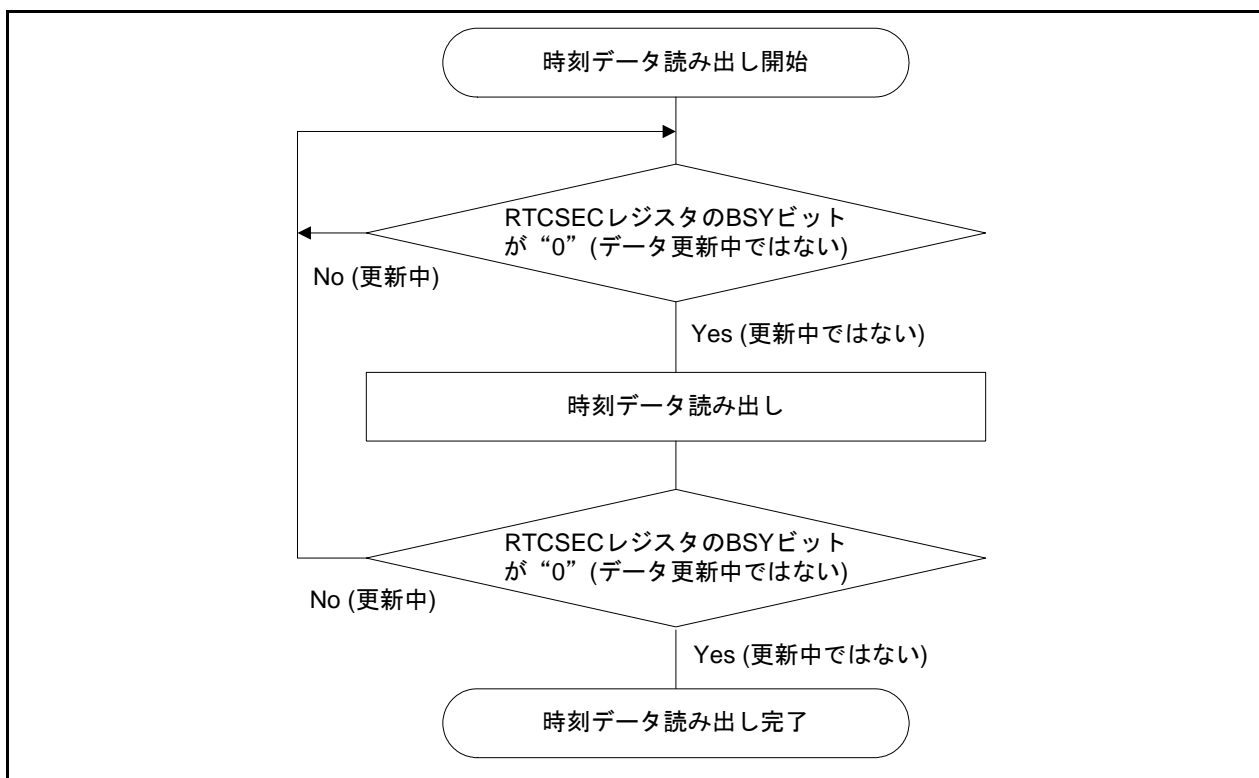 時刻データ読み出し開始
RTCSECレジスタのBSYビット
が“0”(データ更新中ではない)
No (更新中)
Yes (更新中ではない)
時刻データ読み出し
RTCSECレジスタのBSYビット
が“0”(データ更新中ではない)
No (更新中)
Yes (更新中ではない)
時刻データ読み出し完了